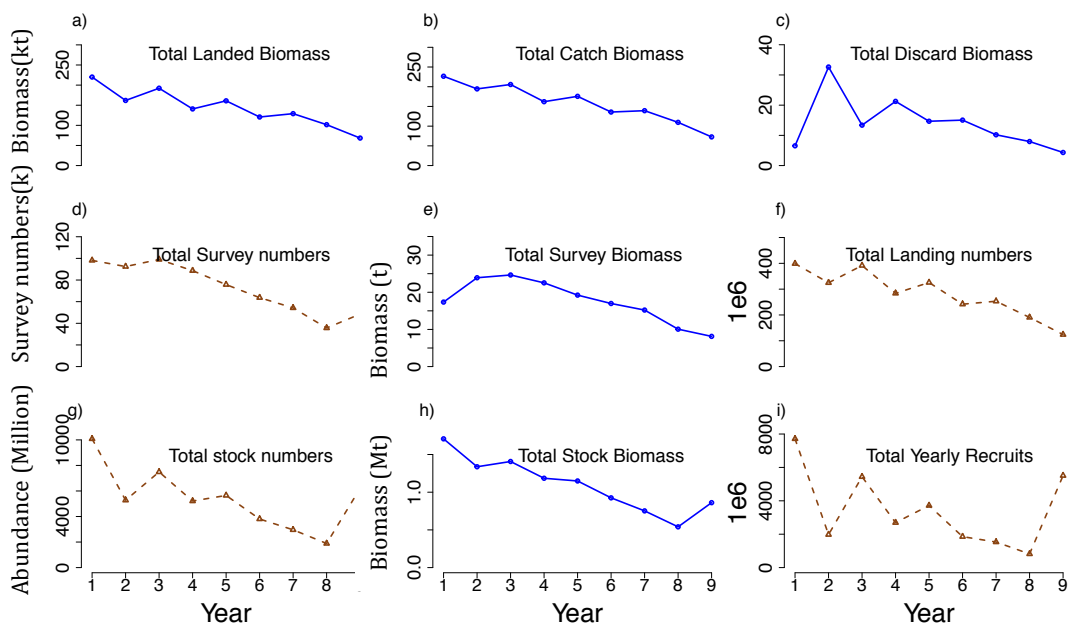 a)
b)
c)
Total Landed Biomass
Total Catch Biomass
Total Discard Biomass
Biomass(kt)
0 100 250
0 100 250
0 20 40
d)
e)
f)
Total Survey numbers
Total Survey Biomass
Total Landing numbers
Survey numbers(k)
0 40 80 120
Biomass (t)
0 10 20 30
1e6
0 200 400
g)
h)
i)
Total stock numbers
Total Stock Biomass
Total Yearly Recruits
Abundance (Million)
0 4000 10000
Biomass (Mt)
0.0 1.0
1e6
0 4000 8000
1 2 3 4 5 6 7 8
1 2 3 4 5 6 7 8 9
1 2 3 4 5 6 7 8 9
Year
Year
Year